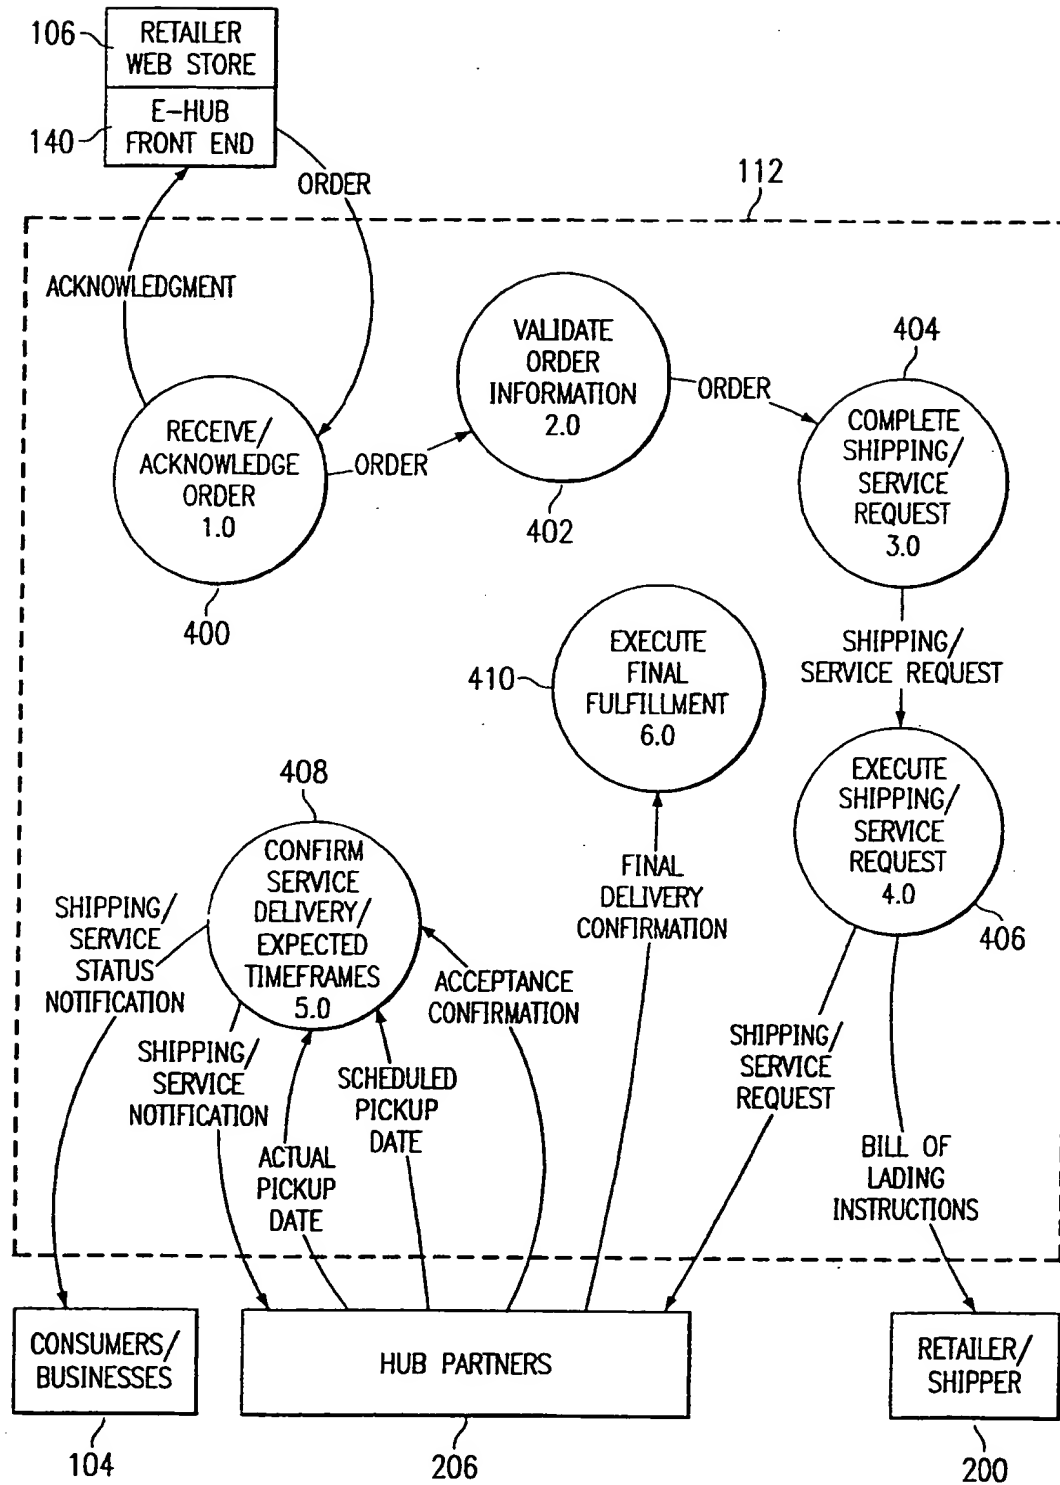 106
RETAILER
WEB STORE
140
E-HUB
FRONT END
ORDER
112
ACKNOWLEDGMENT
VALIDATE
ORDER
INFORMATION
2.0
402
ORDER
404
COMPLETE
SHIPPING/
SERVICE
REQUEST
3.0
RECEIVE/
ACKNOWLEDGE
ORDER
1.0
400
ORDER
SHIPPING/
SERVICE REQUEST
410
EXECUTE
FINAL
FULFILLMENT
6.0
EXECUTE
SHIPPING/
SERVICE
REQUEST
4.0
406
408
CONFIRM
SERVICE
DELIVERY/
EXPECTED
TIMEFRAMES
5.0
FINAL
DELIVERY
CONFIRMATION
SHIPPING/
SERVICE
STATUS
NOTIFICATION
ACCEPTANCE
CONFIRMATION
SHIPPING/
SERVICE
NOTIFICATION
SCHEDULED
PICKUP
DATE
ACTUAL
PICKUP
DATE
SHIPPING/
SERVICE
REQUEST
BILL OF
LADING
INSTRUCTIONS
CONSUMERS/
BUSINESSES
104
HUB PARTNERS
206
RETAILER/
SHIPPER
200